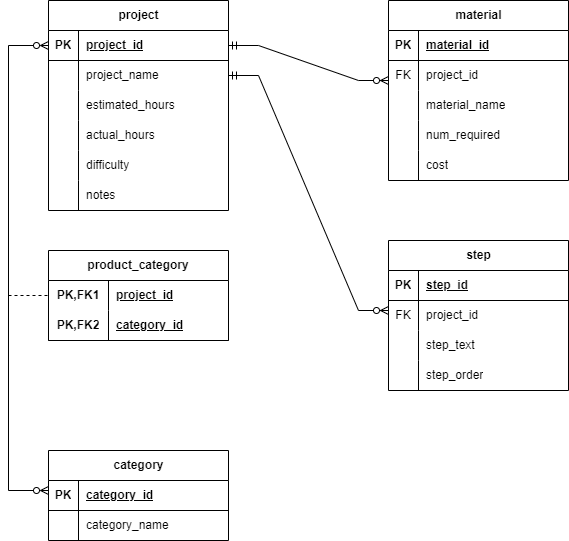 project
PK project_id
project_name
estimated_hours
actual_hours
difficulty
notes
material
PK material_id
FK project_id
material_name
num_required
cost
product_category
PK,FK1 project_id
PK,FK2 category_id
step
PK step_id
FK project_id
step_text
step_order
category
PK category_id
category_name